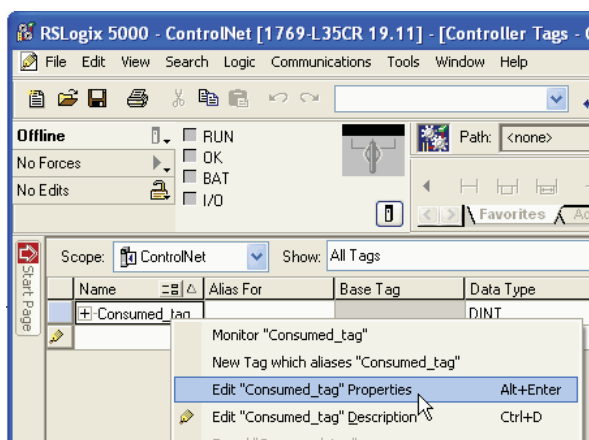 RSLogix 5000 - ControlNet [1769-L35CR 19.11] - [Controller Tags -
File Edit View Search Logic Communications Tools Window Help
Offline RUN Path: <none>
No Forces OK
No Edits BAT
I/O
Favorites
Start Page
Scope: ControlNet Show: All Tags
Name Alias For Base Tag Data Type
Consumed_tag DINT
Monitor "Consumed_tag"
New Tag which aliases "Consumed_tag"
Edit "Consumed_tag" Properties Alt+Enter
Edit "Consumed_tag" Description Ctrl+D